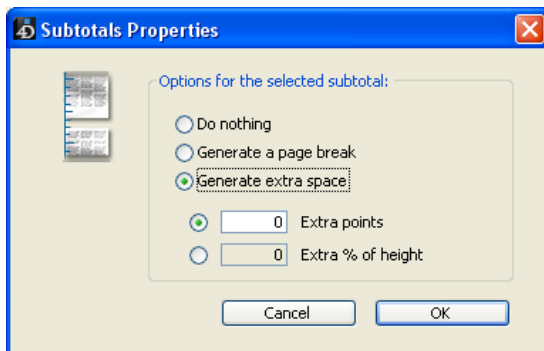 Subtotals Properties
Options for the selected subtotal:
Do nothing
Generate a page break
Generate extra space
0 Extra points
0 Extra % of height
Cancel OK